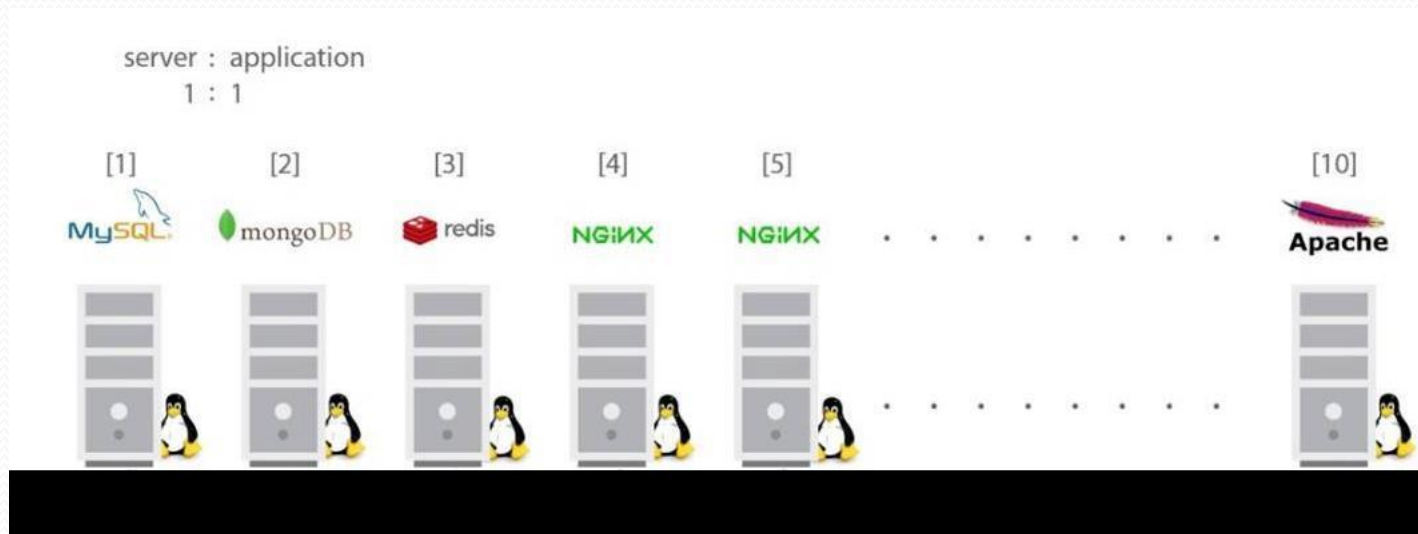 server : application
1 : 1
[1] [2] [3] [4] [5] [10]
MySQL. mongoDB redis NGiNX NGiNX Apache